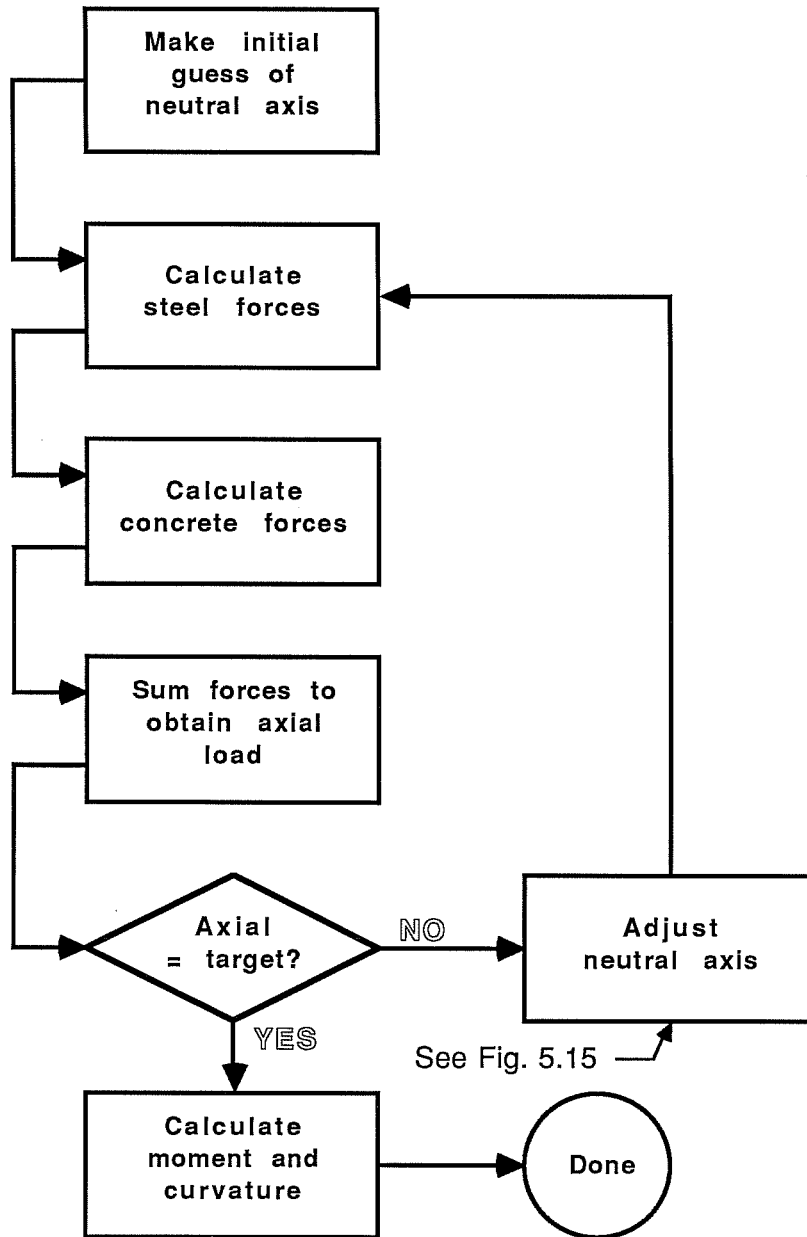 Make initial
guess of
neutral axis
Calculate
steel forces
Calculate
concrete forces
Sum forces to
obtain axial
load
Axial
= target?
NO
Adjust
neutral axis
YES
See Fig. 5.15
Calculate
moment and
curvature
Done